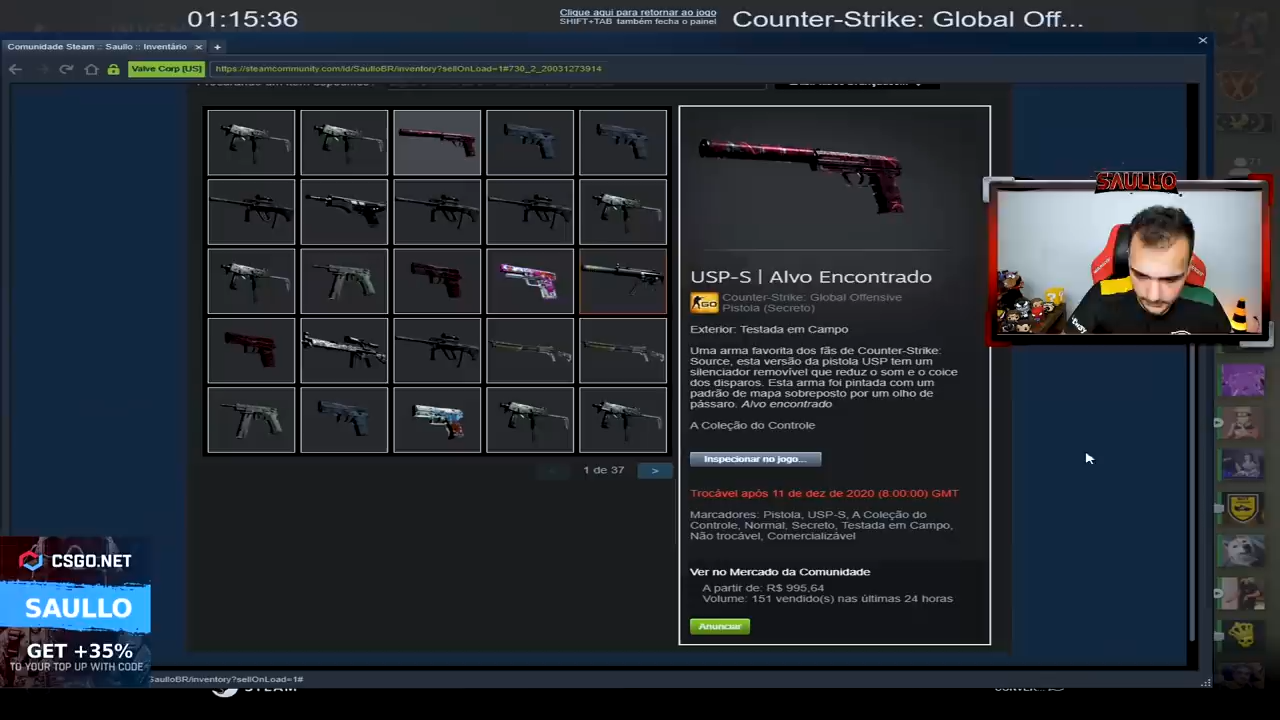 01:15:36
Clique aqui para retornar ao jogo
SHIFT+TAB também fecha o painel
Counter-Strike: Global Off...
Comunidade Steam :: Saullo :: Inventário
Valve Corp [US]
https://steamcommunity.com/id/SaulloBR/inventory?sellOnLoad=1#730_2_20031273914
SAULLO
USP-S | Alvo Encontrado
Counter-Strike: Global Offensive
Pistola (Secreto)
Exterior: Testada em Campo
Uma arma favorita dos fãs de Counter-Strike:
Source, esta versão da pistola USP tem um
silenciador removível que reduz o som e o coice
dos disparos. Esta arma foi pintada com um
padrão de mapa sobreposto por um olho de
pássaro. Alvo encontrado
A Coleção do Controle
Inspecionar no jogo...
Trocável após 11 de dez de 2020 (8:00:00) GMT
Marcadores: Pistola, USP-S, A Coleção do
Controle, Normal, Secreto, Testada em Campo,
Não trocável, Comercializável
Ver no Mercado da Comunidade
A partir de: R$ 995,64
Volume: 151 vendido(s) nas últimas 24 horas
Anunciar
1 de 37
CSGO.NET
SAULLO
GET +35%
TO YOUR TOP UP WITH CODE
SaulloBR/inventory?sellOnLoad=1#